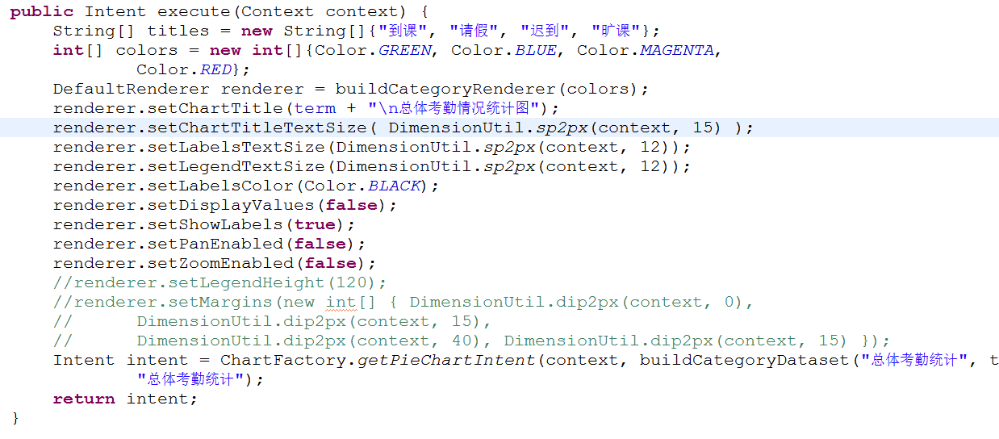 public Intent execute(Context context) {
    String[] titles = new String[]{"到课", "请假", "迟到", "旷课"};
    int[] colors = new int[]{Color.GREEN, Color.BLUE, Color.MAGENTA,
            Color.RED};
    DefaultRenderer renderer = buildCategoryRenderer(colors);
    renderer.setChartTitle(term + "\n总体考勤情况统计图");
    renderer.setChartTitleTextSize( DimensionUtil.sp2px(context, 15) );
    renderer.setLabelsTextSize(DimensionUtil.sp2px(context, 12));
    renderer.setLegendTextSize(DimensionUtil.sp2px(context, 12));
    renderer.setLabelsColor(Color.BLACK);
    renderer.setDisplayValues(false);
    renderer.setShowLabels(true);
    renderer.setPanEnabled(false);
    renderer.setZoomEnabled(false);
    //renderer.setLegendHeight(120);
    //renderer.setMargins(new int[] { DimensionUtil.dip2px(context, 0),
    //      DimensionUtil.dip2px(context, 15),
    //      DimensionUtil.dip2px(context, 40), DimensionUtil.dip2px(context, 15) });
    Intent intent = ChartFactory.getPieChartIntent(context, buildCategoryDataset("总体考勤统计", t
            "总体考勤统计");
    return intent;
}